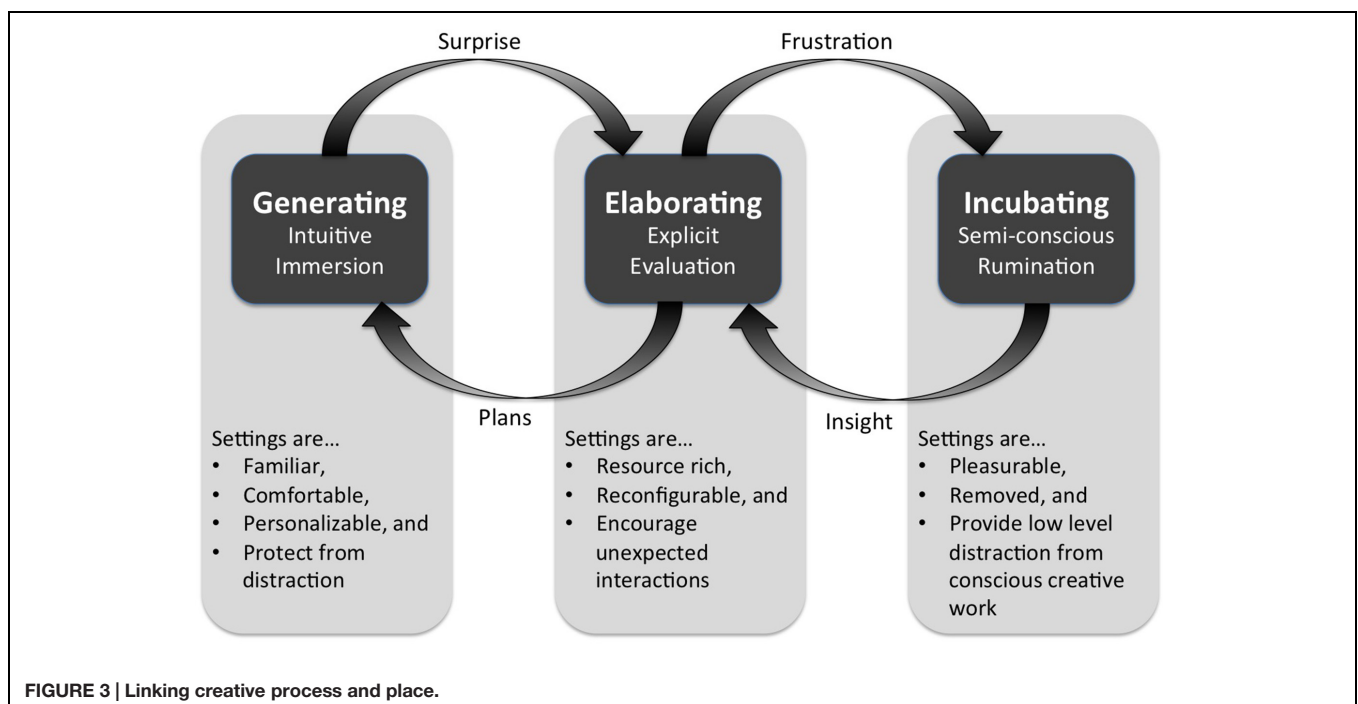 Surprise
Frustration
Generating
Intuitive
Immersion
Elaborating
Explicit
Evaluation
Incubating
Semi-conscious
Rumination
Plans
Insight
Settings are...
• Familiar,
• Comfortable,
• Personalizable, and
• Protect from
distraction
Settings are...
• Resource rich,
• Reconfigurable, and
• Encourage
unexpected
interactions
Settings are...
• Pleasurable,
• Removed, and
• Provide low level
distraction from
conscious creative
work
FIGURE 3 | Linking creative process and place.